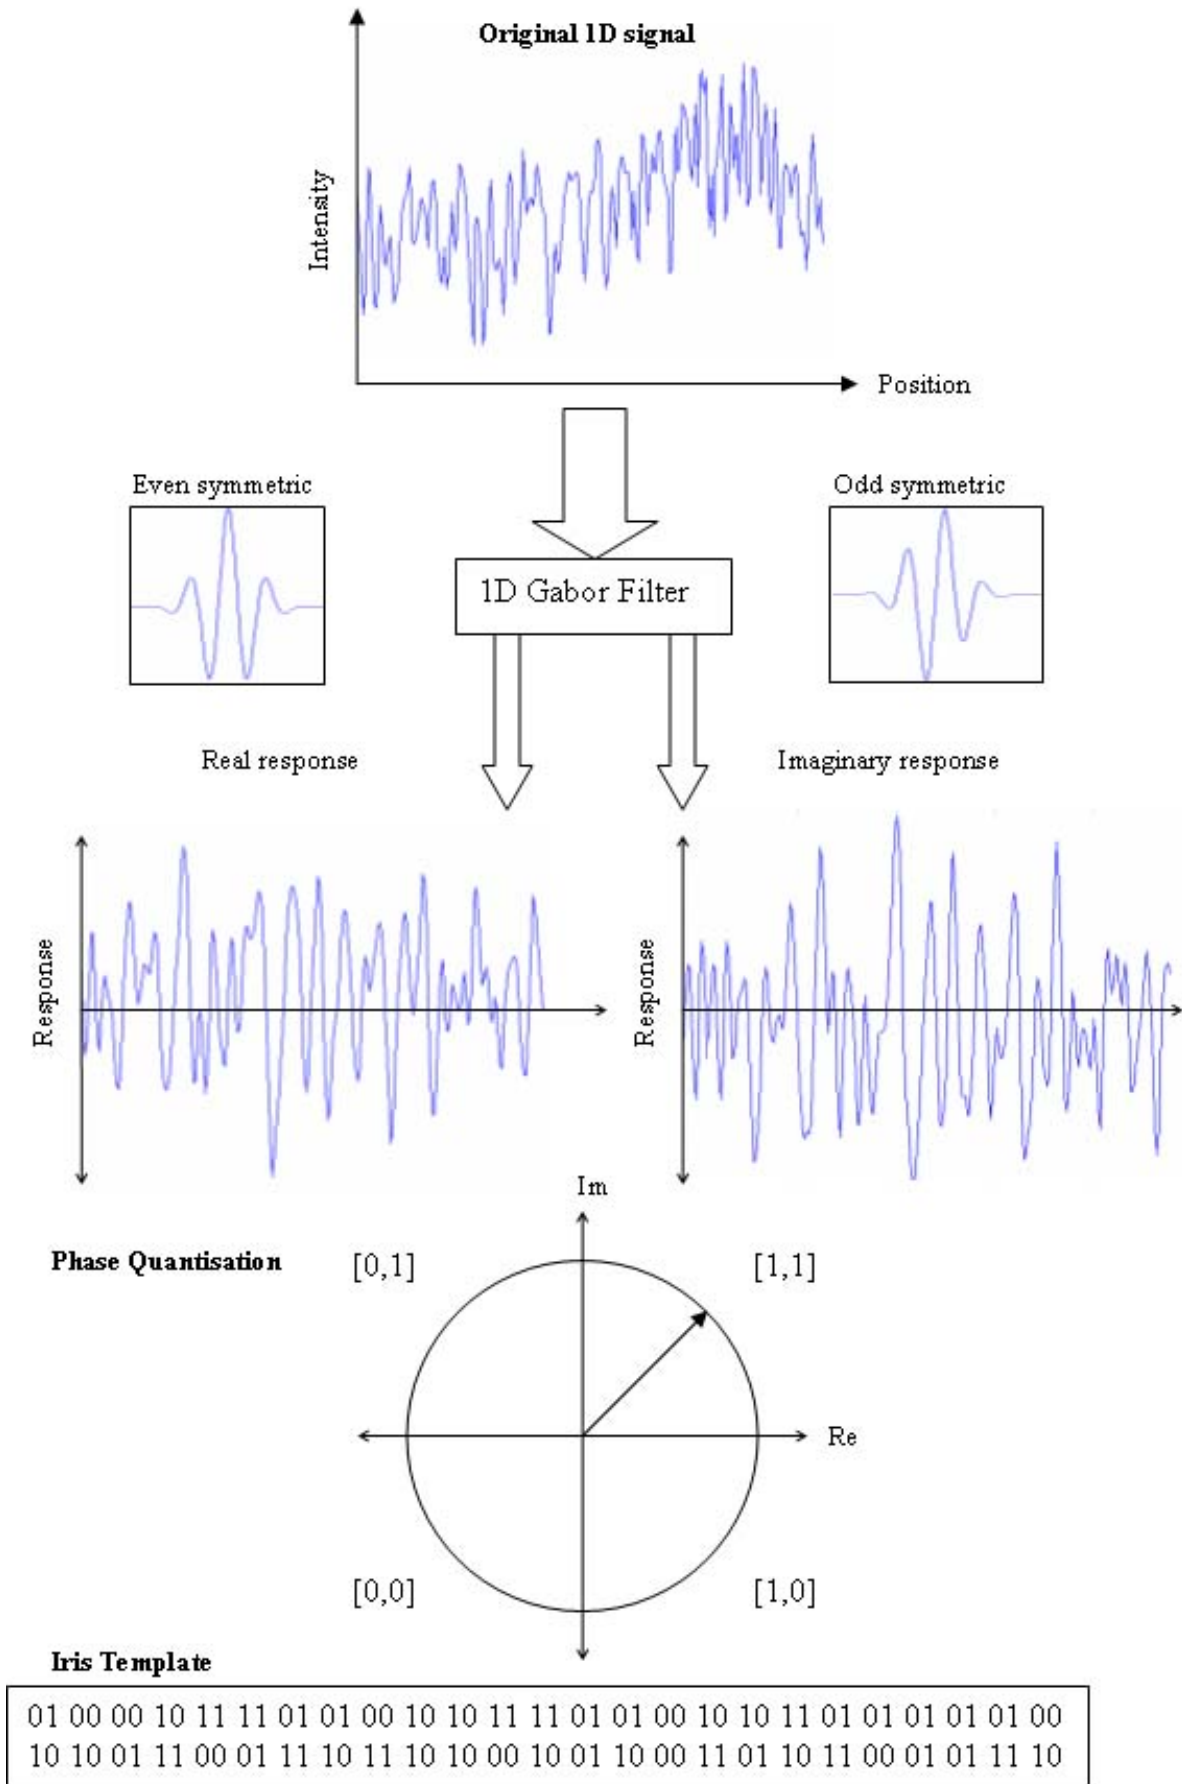 Original 1D signal
Intensity
Position
Even symmetric
Odd symmetric
1D Gabor Filter
Real response
Imaginary response
Response
Response
Im
Phase Quantisation
[0,1]
[1,1]
Re
[0,0]
[1,0]
Iris Template
01 00 00 10 11 11 01 01 00 10 10 11 11 01 01 00 10 10 11 01 01 01 01 01 00
10 10 01 11 00 01 11 10 11 10 10 00 10 01 10 00 11 01 10 11 00 01 01 11 10